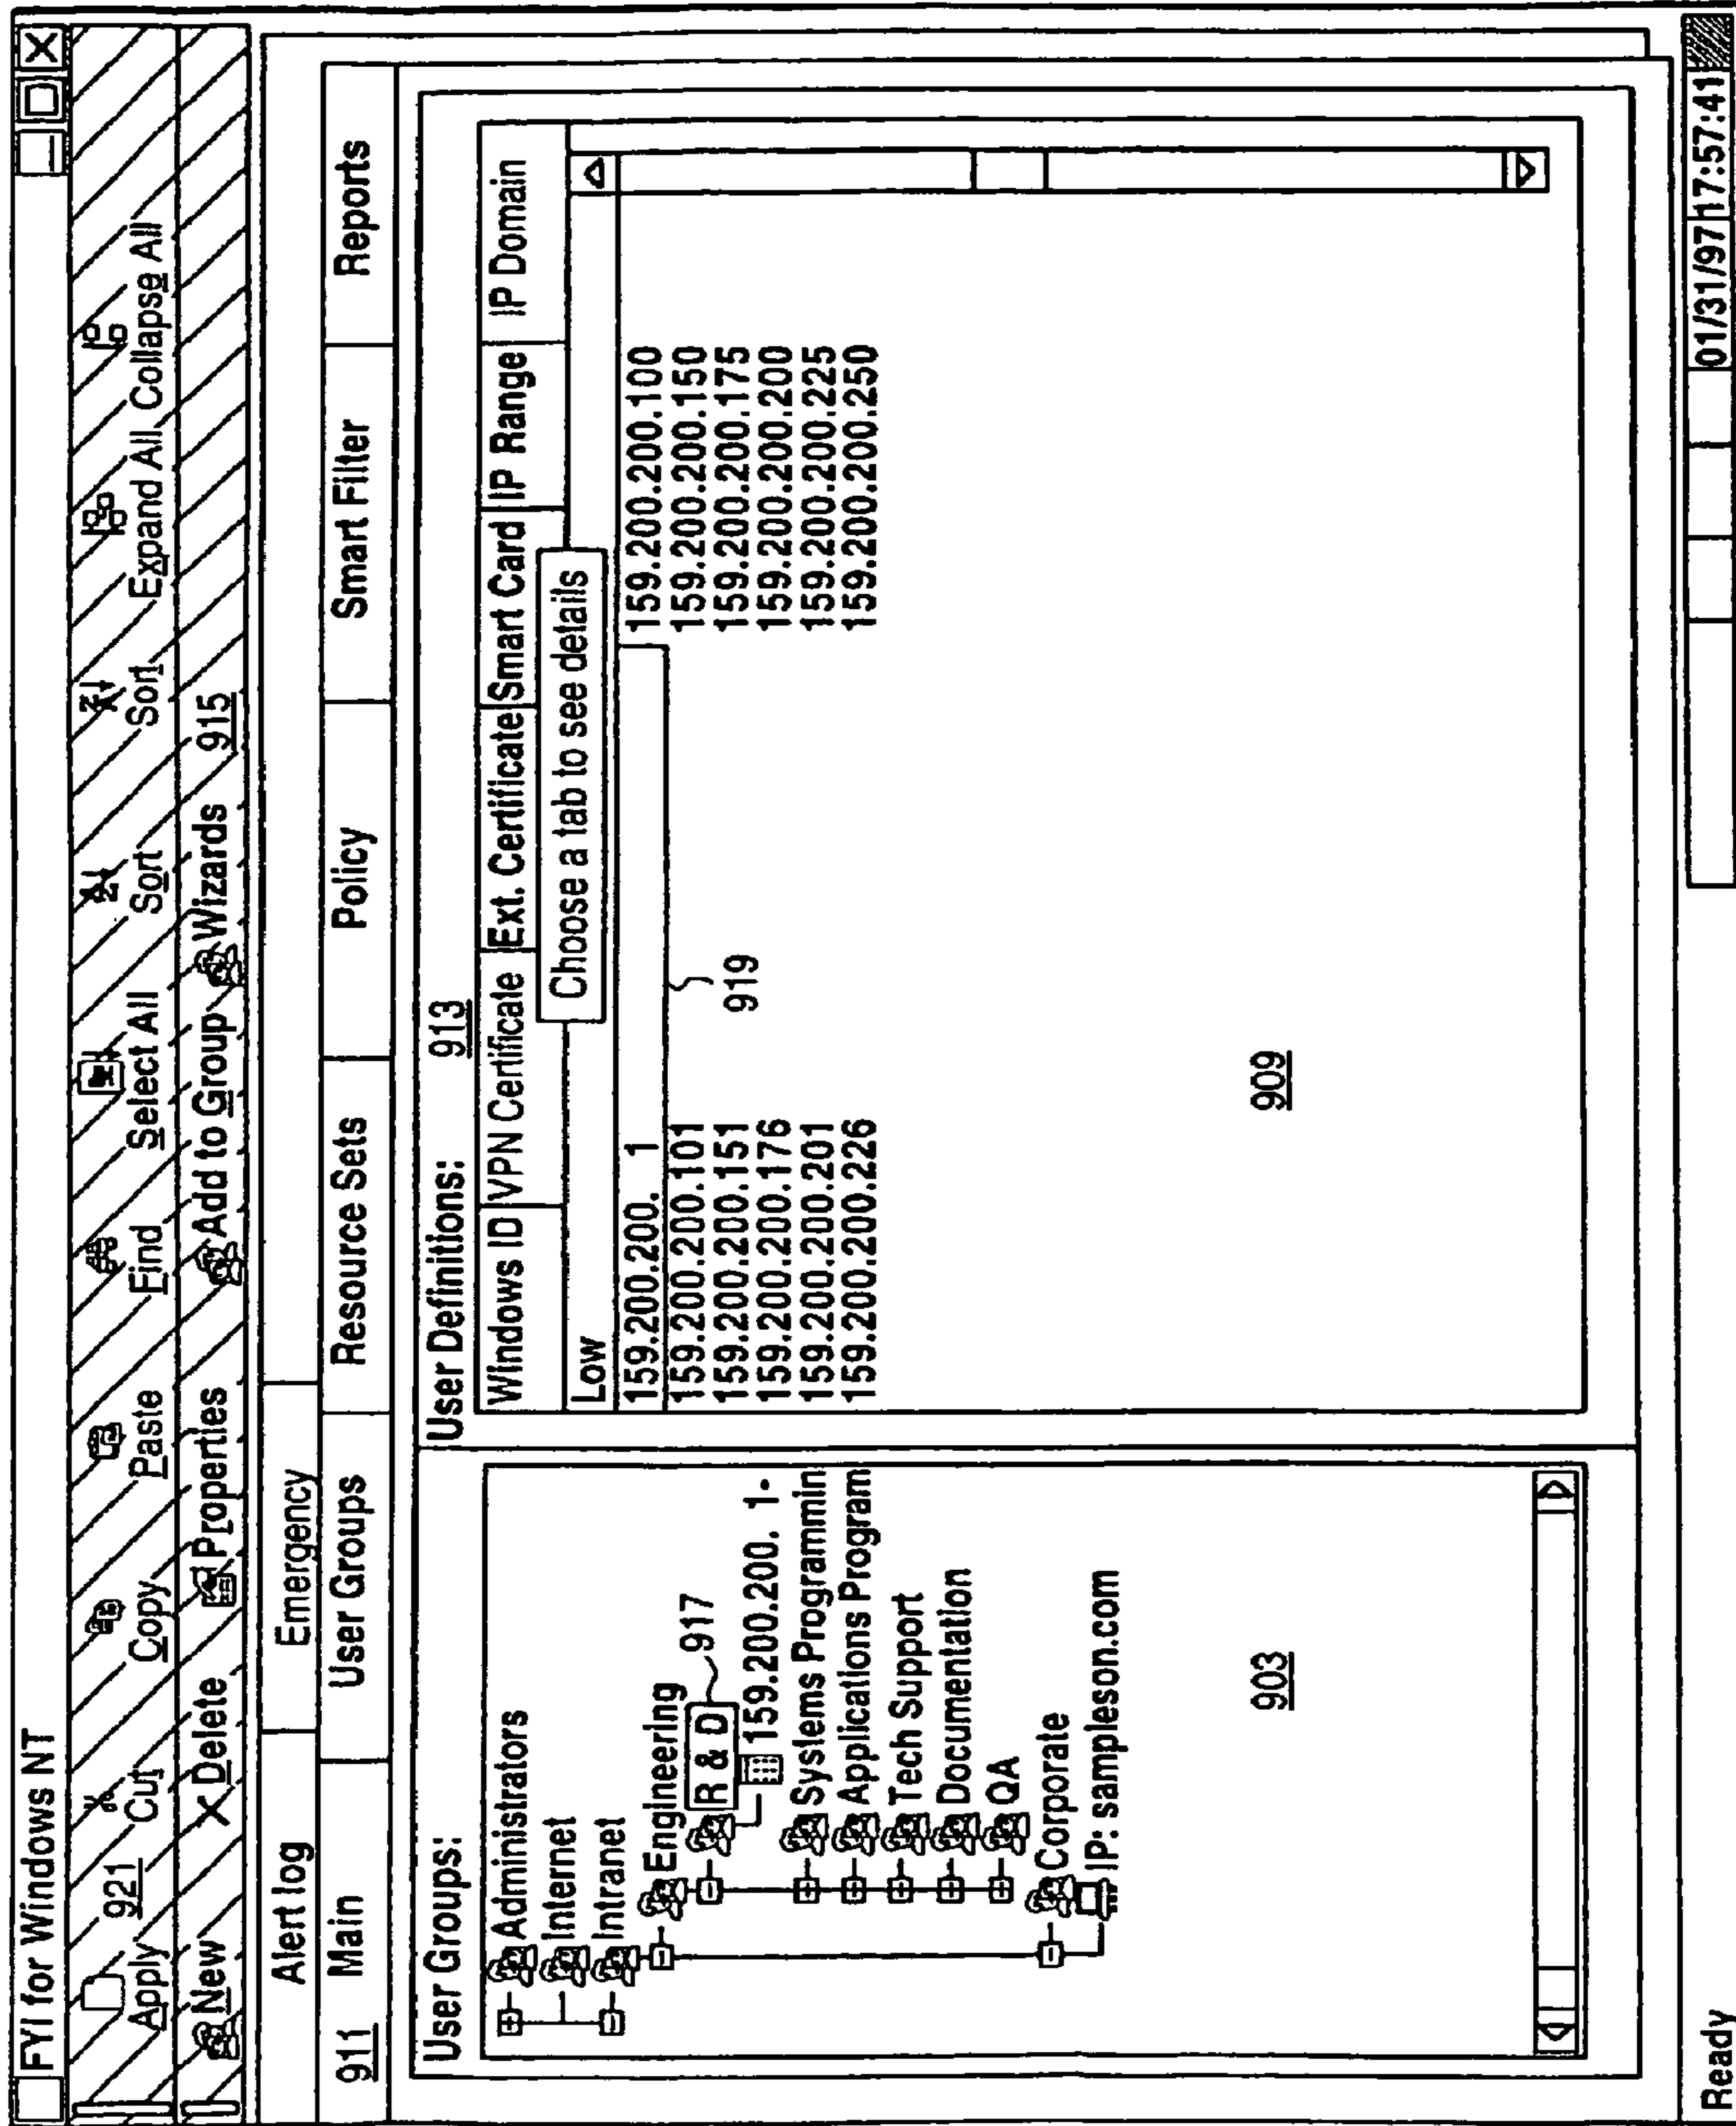 FYI for Windows NT
Apply 921 Cut Copy Paste Find Select All Sort Sort Expand All Collapse All
New Delete Properties Add to Group Wizards 915
Alert log Emergency
911 Main User Groups Resource Sets Policy Smart Filter Reports
User Groups:
Administrators
Internet
Intranet
Engineering
R & D 917
159.200.200. 1-
Systems Programmin
Applications Program
Tech Support
Documentation
QA
Corporate
IP: sampleson.com
903
User Definitions: 913
Windows ID VPN Certificate Ext. Certificate Smart Card IP Range IP Domain
Choose a tab to see details
Low
159.200.200. 1 159.200.200.100
159.200.200.101 159.200.200.150
159.200.200.151 159.200.200.175
159.200.200.176 159.200.200.200
159.200.200.201 159.200.200.225
159.200.200.226 159.200.200.250
919
909
Ready 01/31/97 17:57:41